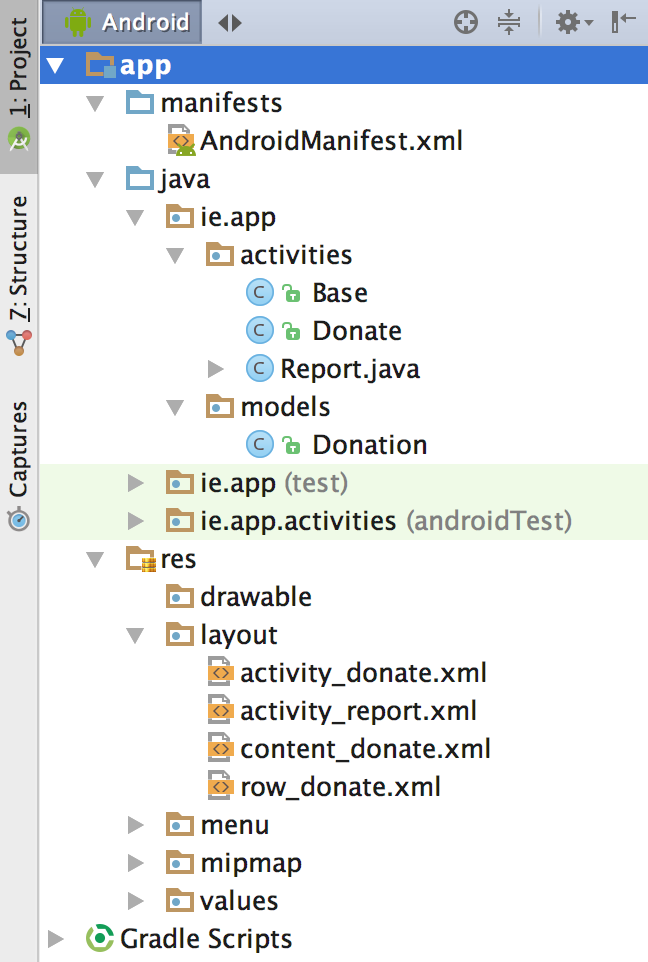 Android
1: Project
7: Structure
Captures
app
manifests
AndroidManifest.xml
java
ie.app
activities
C Base
C Donate
C Report.java
models
C Donation
ie.app (test)
ie.app.activities (androidTest)
res
drawable
layout
activity_donate.xml
activity_report.xml
content_donate.xml
row_donate.xml
menu
mipmap
values
Gradle Scripts